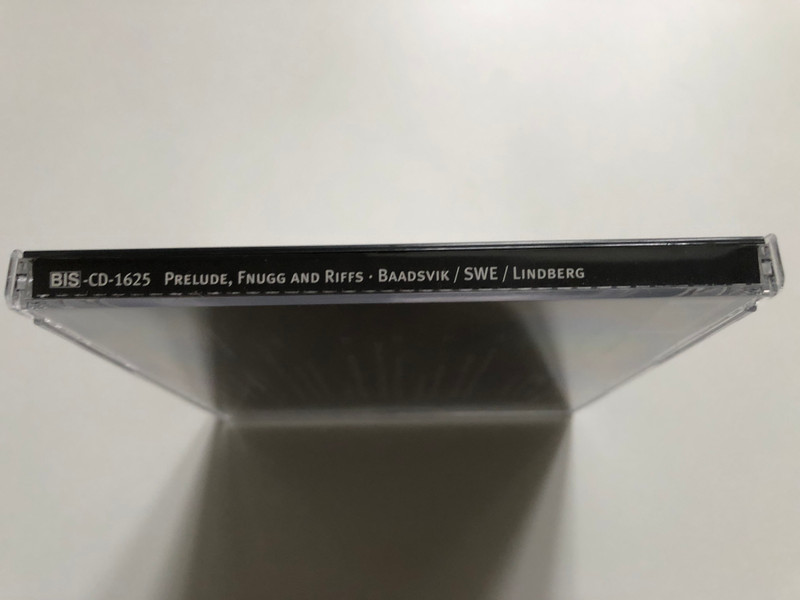 BIS-CD-1625 Prelude, Fnugg and Riffs · Baadsvik / SWE / Lindberg